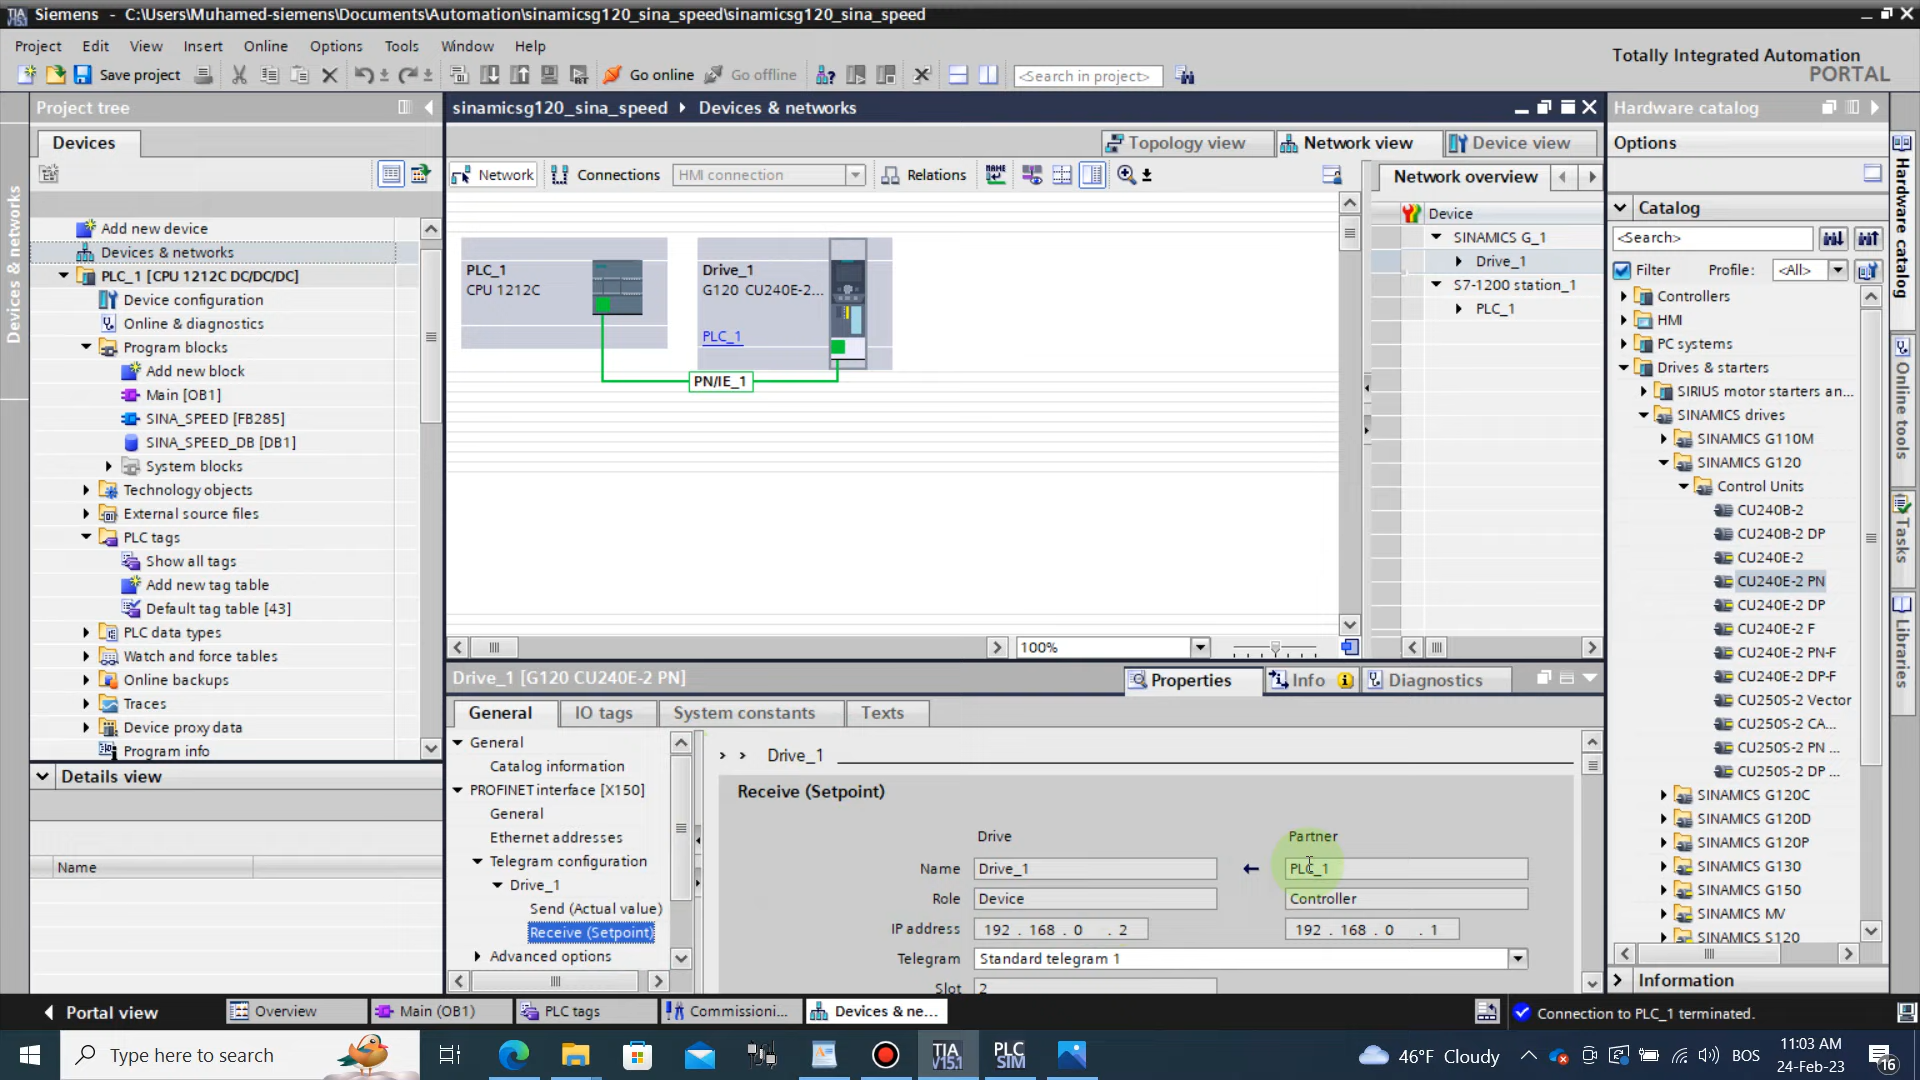 Siemens - C:\Users\Muhamed-siemens\Documents\Automation\sinamicsg120_sina_speed\sinamicsg120_sina_speed
Project Edit View Insert Online Options Tools Window Help
Totally Integrated Automation
PORTAL
Save project
Go online
Go offline
<Search in project>
Project tree
sinamicsg120_sina_speed Devices & networks
Hardware catalog
Devices
Topology view
Network view
Device view
Options
Network
Connections
HMI connection
Relations
Network overview
Devices & networks
Add new device
Devices & networks
PLC_1 [CPU 1212C DC/DC/DC]
Device configuration
Online & diagnostics
Program blocks
Add new block
Main [OB1]
SINA_SPEED [FB285]
SINA_SPEED_DB [DB1]
System blocks
Technology objects
External source files
PLC tags
Show all tags
Add new tag table
Default tag table [43]
PLC data types
Watch and force tables
Online backups
Traces
Device proxy data
Program info
Details view
Name
PLC_1
CPU 1212C
Drive_1
G120 CU240E-2...
PLC_1
PN/IE_1
100%
Device
SINAMICS G_1
Drive_1
S7-1200 station_1
PLC_1
Catalog
<Search>
Filter
Profile:
<All>
Controllers
HMI
PC systems
Drives & starters
SIRIUS motor starters an...
SINAMICS drives
SINAMICS G110M
SINAMICS G120
Control Units
CU240B-2
CU240B-2 DP
CU240E-2
CU240E-2 PN
CU240E-2 DP
CU240E-2 F
CU240E-2 PN-F
CU240E-2 DP-F
CU250S-2 Vector
CU250S-2 CA...
CU250S-2 PN ...
CU250S-2 DP ...
SINAMICS G120C
SINAMICS G120D
SINAMICS G120P
SINAMICS G130
SINAMICS G150
SINAMICS MV
SINAMICS S120
Information
Hardware catalog
Online tools
Tasks
Libraries
Drive_1 [G120 CU240E-2 PN]
Properties
Info
Diagnostics
General
IO tags
System constants
Texts
General
Catalog information
PROFINET interface [X150]
General
Ethernet addresses
Telegram configuration
Drive_1
Send (Actual value)
Receive (Setpoint)
Advanced options
> > Drive_1
Receive (Setpoint)
Drive
Partner
Name Drive_1 PLC_1
Role Device Controller
IP address 192 . 168 . 0 . 2 192 . 168 . 0 . 1
Telegram Standard telegram 1
Slot 2
Portal view
Overview
Main (OB1)
PLC tags
Commissioni...
Devices & ne...
Connection to PLC_1 terminated.
Type here to search
TIA
V15.1
PLC
SIM
46°F Cloudy
BOS
11:03 AM
24-Feb-23
16